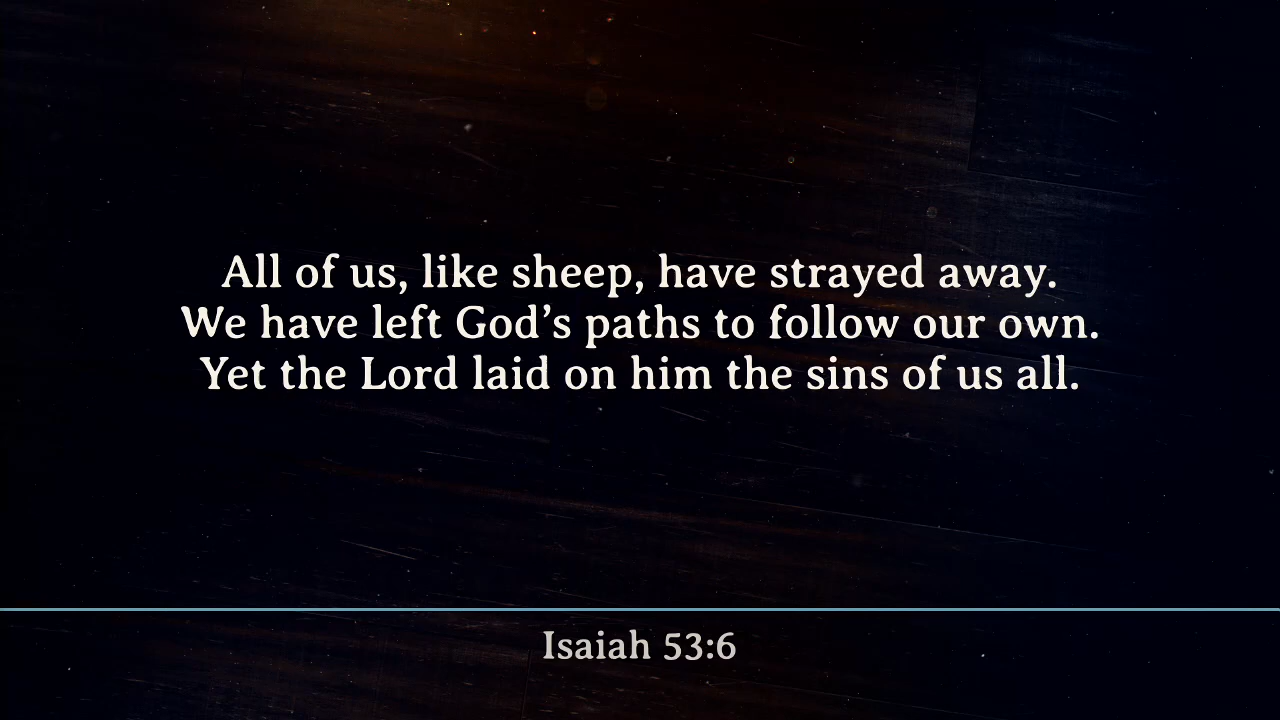 All of us, like sheep, have strayed away.
We have left God’s paths to follow our own.
Yet the Lord laid on him the sins of us all.
Isaiah 53:6